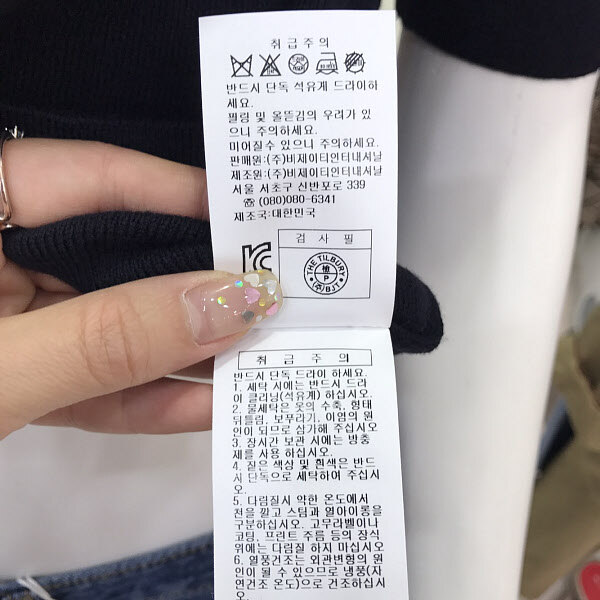 취급주의
반드시 단독 석유계 드라이하
세요.
필링 및 올뜯김의 우려가 있
으니 주의하세요.
미어질수 있으니 주의하세요.
판매원:(주)비제이티인터내셔날
제조원:(주)비제이티인터내셔날
서울 서초구 신반포로 339
☎ (080)080-6341
제조국:대한민국
검사필
THE TILBURY
檢
P
(주)BJT
취급주의
반드시 단독 드라이 하세요.
1. 세탁 시에는 반드시 드라
이 클리닝(석유계) 하십시오.
2. 물세탁은 옷의 수축, 형태
뒤틀림, 보푸라기, 이염의 원
인이 되므로 삼가해 주십시오
3. 장시간 보관 시에는 방충
제를 사용 하십시오.
4. 짙은 색상 및 흰색은 반드
시 단독으로 세탁하여 주십시
오.
5. 다림질시 약한 온도에서
천을 깔고 스팀과 열아이롱을
구분하십시오. 고무라벨이나
코팅, 프린트 주름 등의 장식
위에는 다림질 하지 마십시오
6. 열풍건조는 외관변형의 원
인이 될 수 있으므로 냉풍(자
연건조 온도)으로 건조하십시
오.